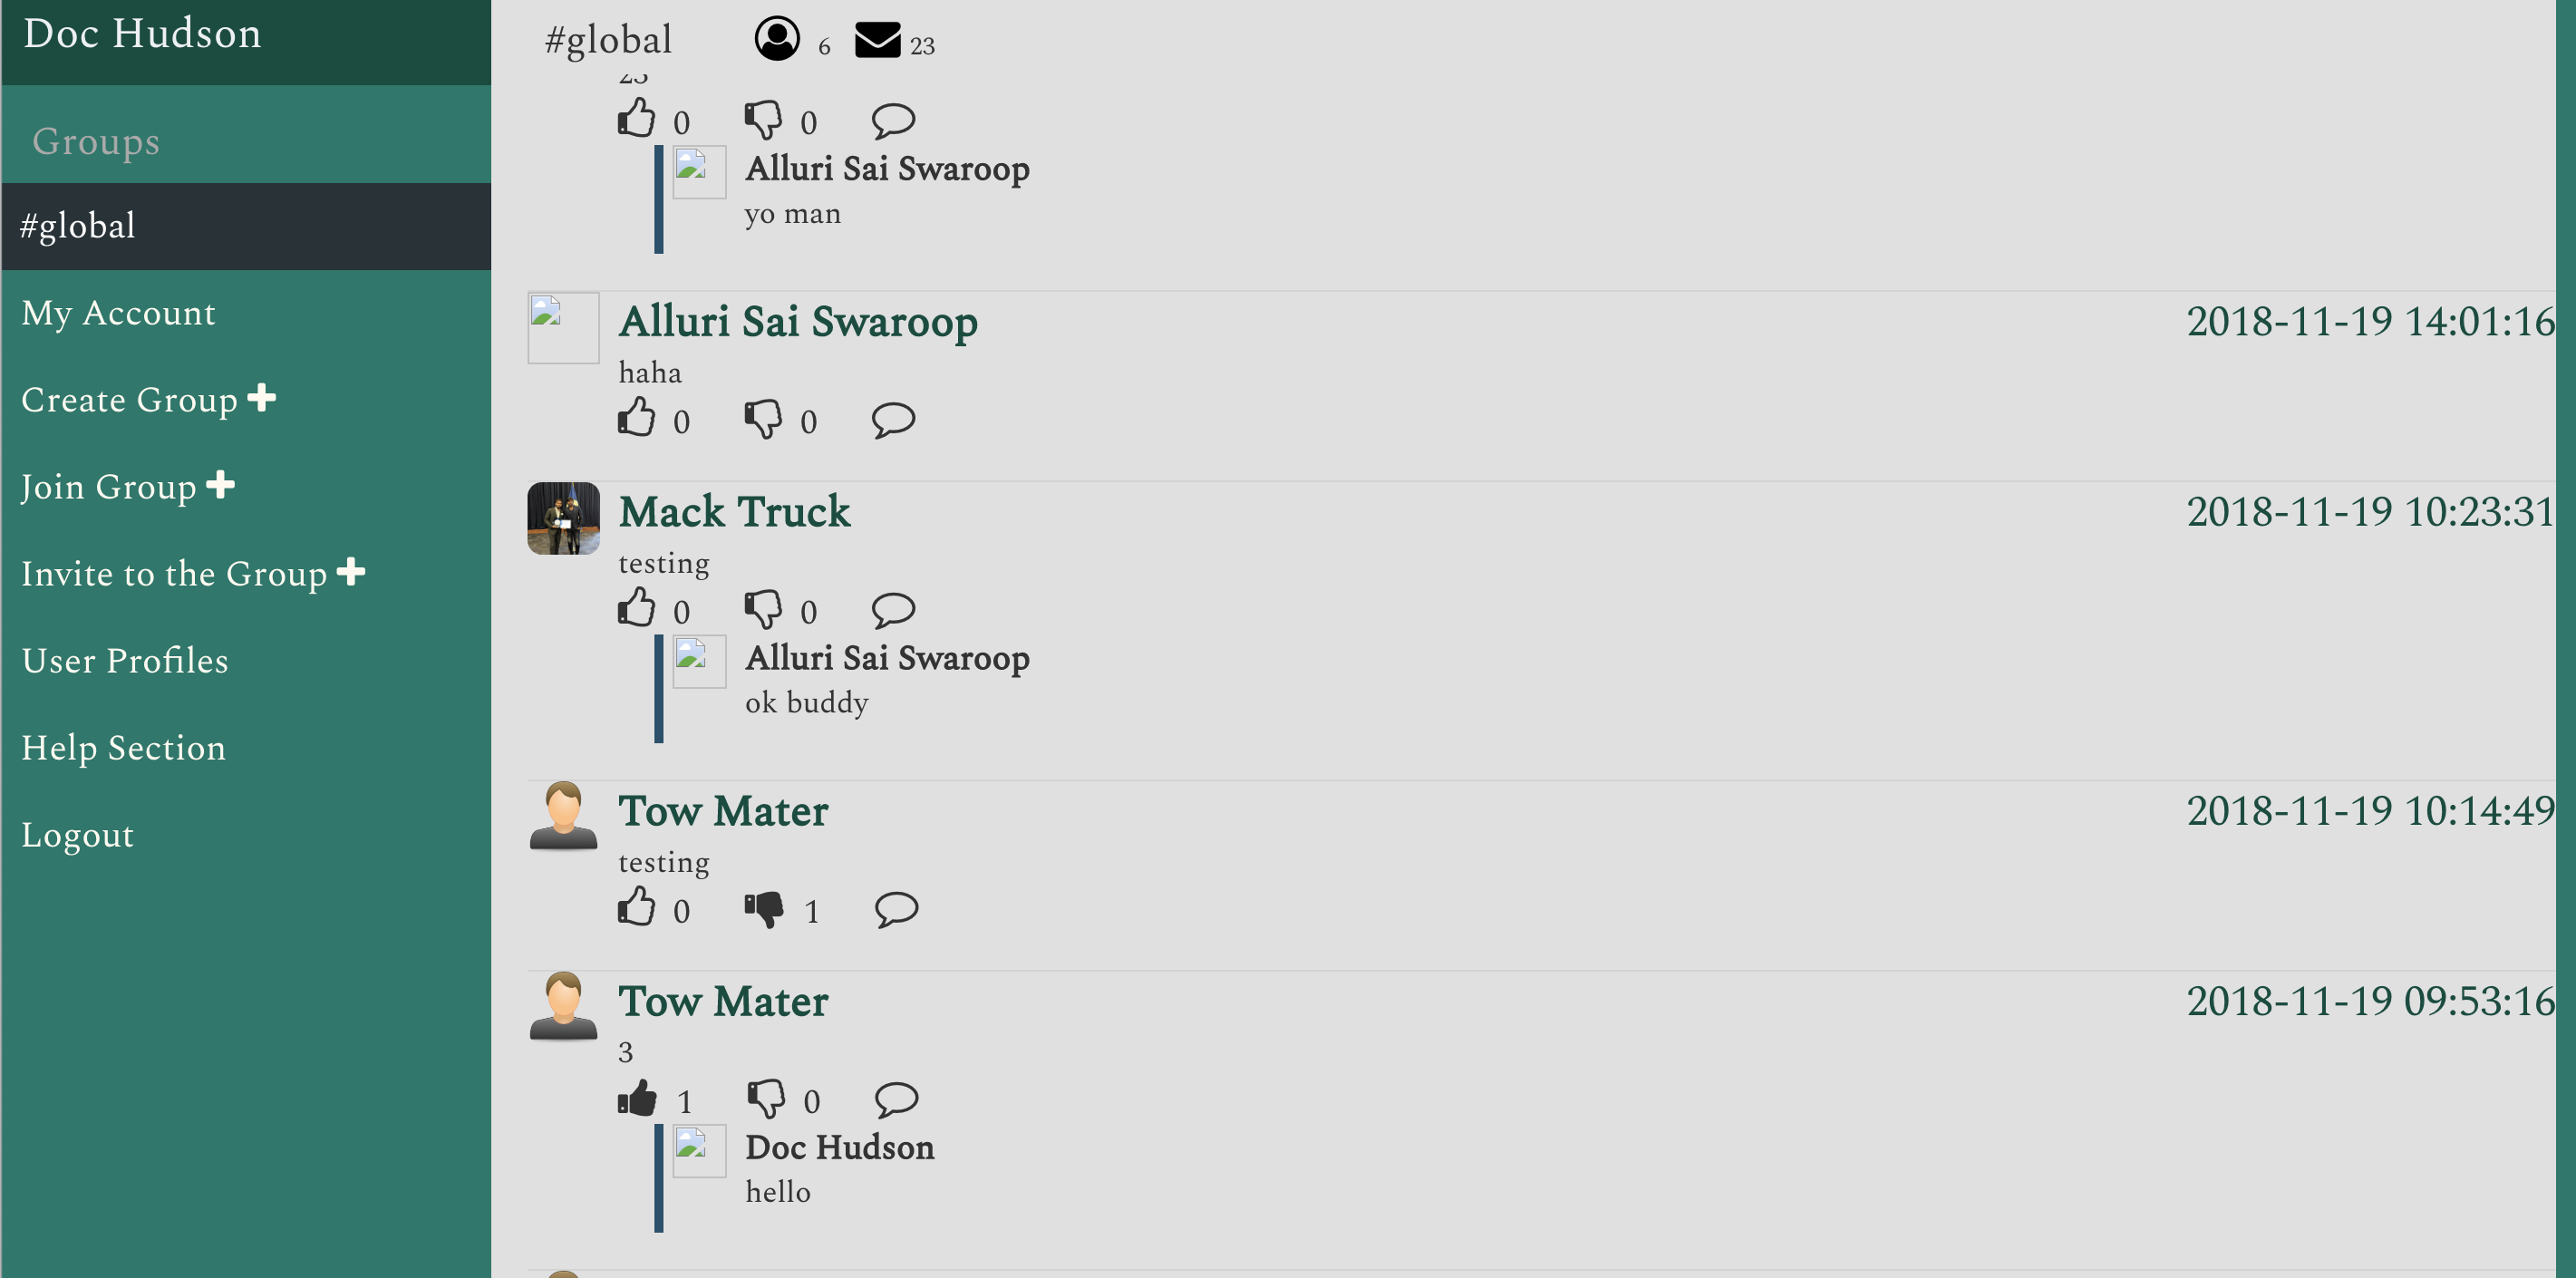 Doc Hudson
Groups
#global
My Account
Create Group
Join Group
Invite to the Group
User Profiles
Help Section
Logout
#global 6 23
0 0
Alluri Sai Swaroop
yo man
Alluri Sai Swaroop 2018-11-19 14:01:16
haha
0 0
Mack Truck 2018-11-19 10:23:31
testing
0 0
Alluri Sai Swaroop
ok buddy
Tow Mater 2018-11-19 10:14:49
testing
0 1
Tow Mater 2018-11-19 09:53:16
3
1 0
Doc Hudson
hello